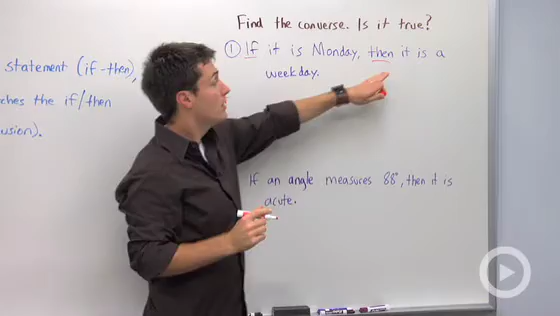 statement (if-then),
ches the if/then
usion).
Find the converse. Is it true?
① If it is Monday, then it is a
weekday.
If an angle measures 88°, then it is
acute.